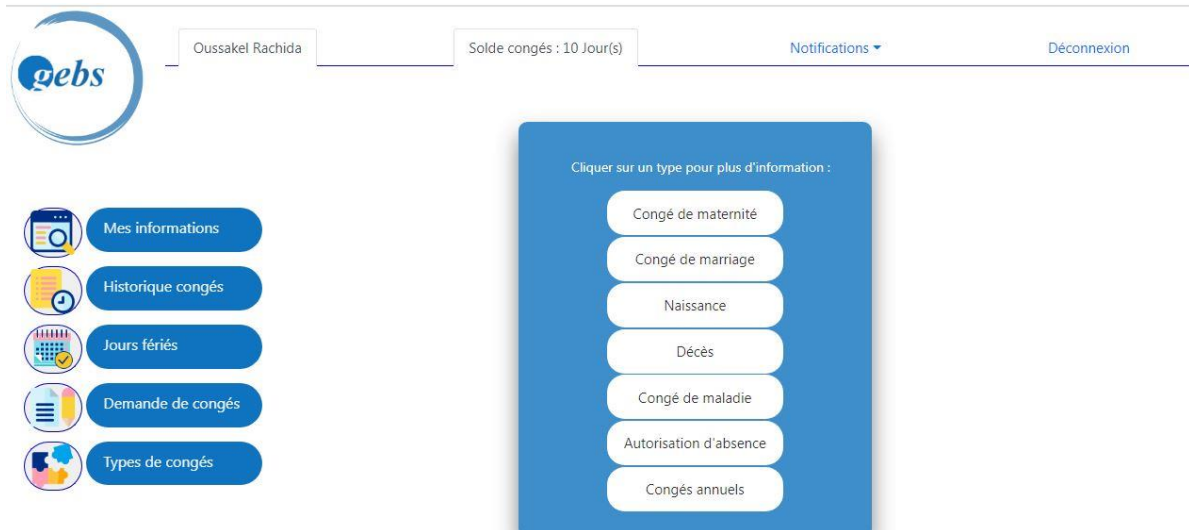 gebs
Oussakel Rachida
Solde congés : 10 Jour(s)
Notifications
Déconnexion
Mes informations
Historique congés
Jours fériés
Demande de congés
Types de congés
Cliquer sur un type pour plus d'information :
Congé de maternité
Congé de marriage
Naissance
Décès
Congé de maladie
Autorisation d'absence
Congés annuels